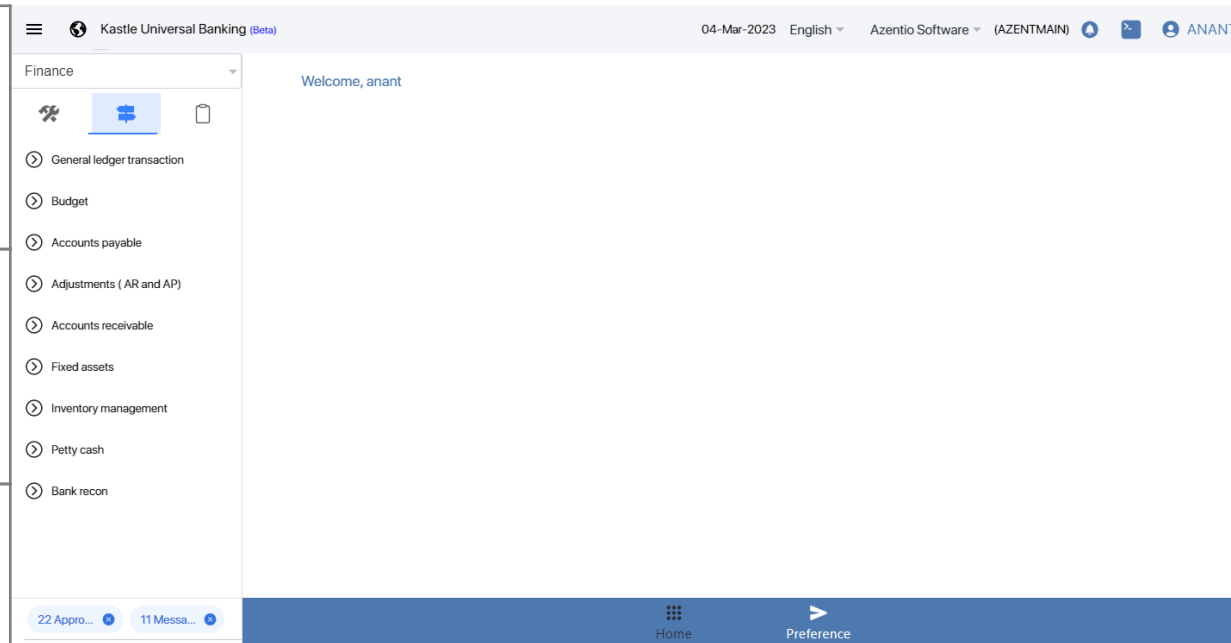 Kastle Universal Banking (Beta)
04-Mar-2023 English Azentio Software (AZENTMAIN) ANANT
Finance
Welcome, anant
General ledger transaction
Budget
Accounts payable
Adjustments ( AR and AP)
Accounts receivable
Fixed assets
Inventory management
Petty cash
Bank recon
22 Appro... 11 Messa...
Home Preference